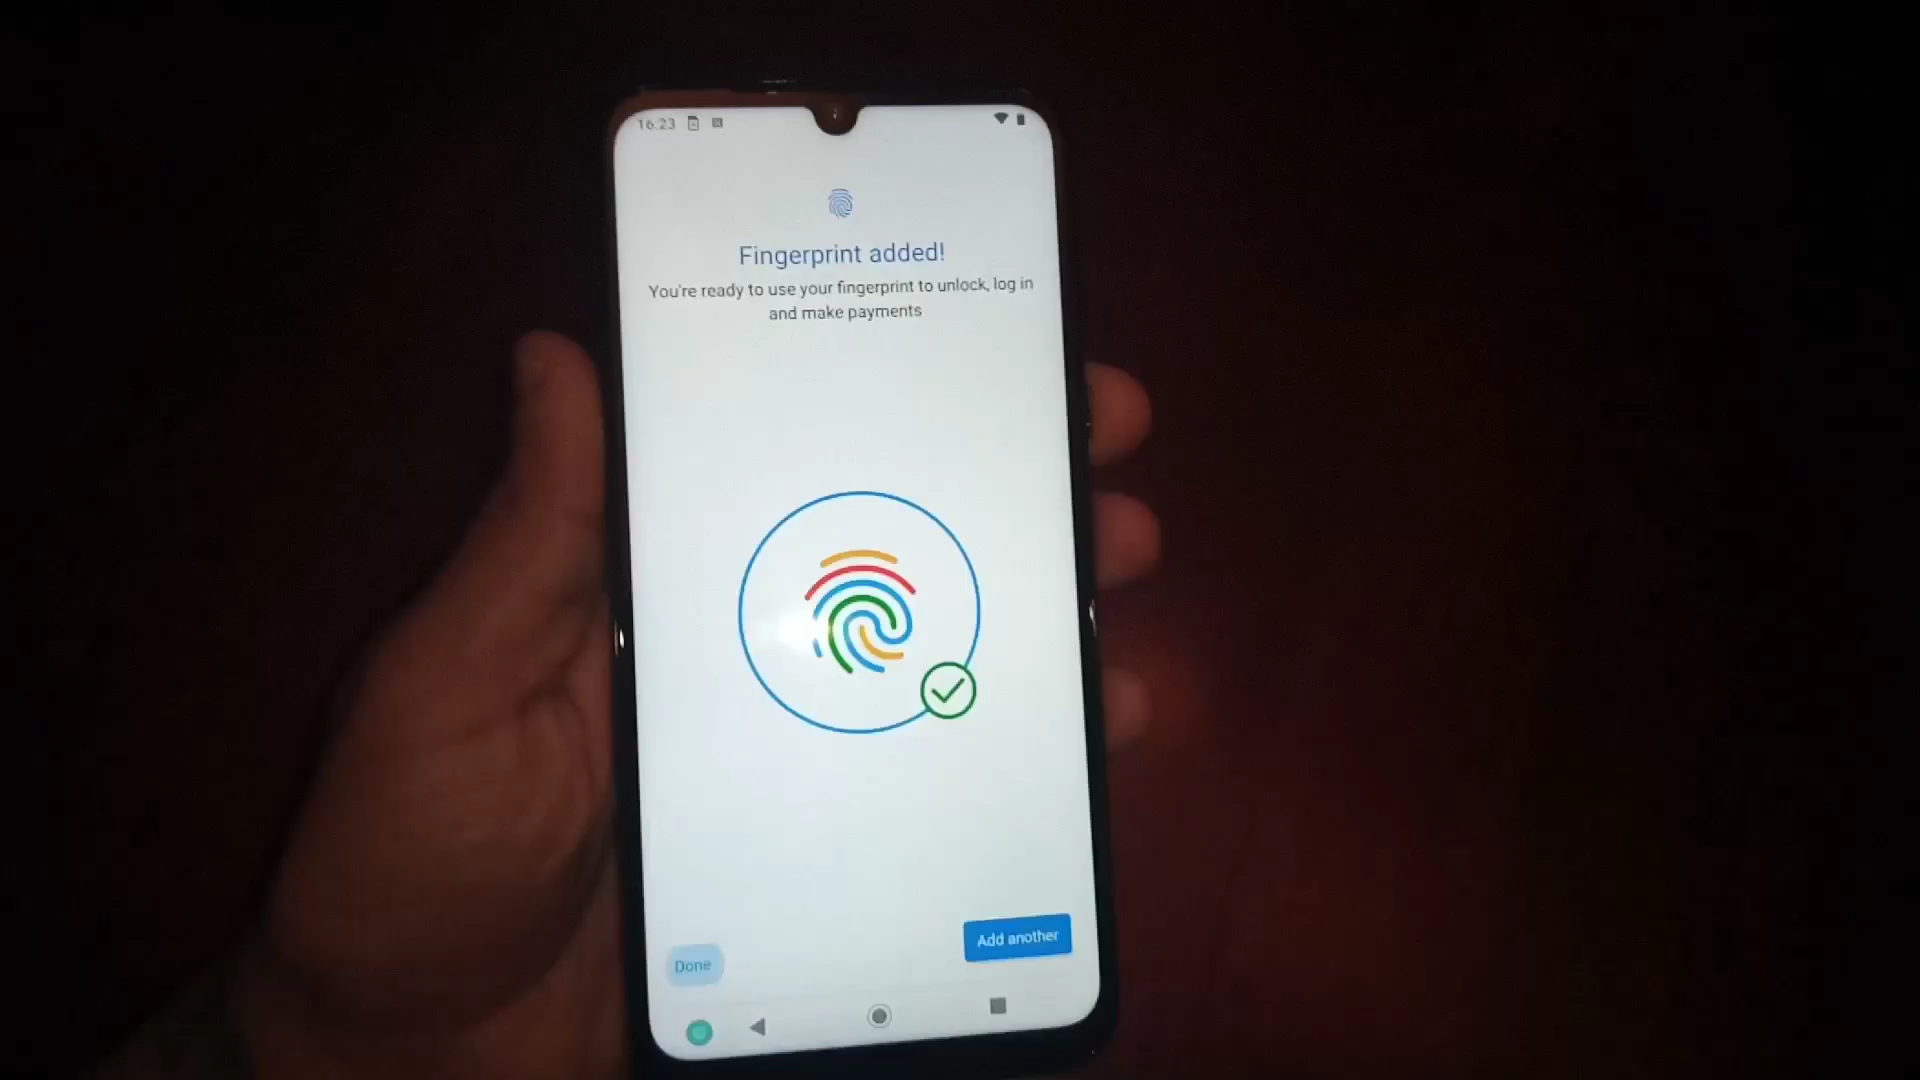 16:23
Fingerprint added!
You're ready to use your fingerprint to unlock, log in
and make payments
Add another
Done